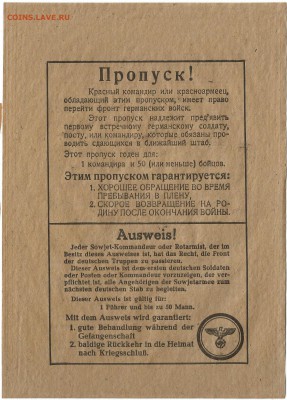 COINS.LAVE.RU
Пропуск!
Красный командир или красноармеец,
обладающий этим пропуском, имеет право
перейти фронт германских войск.
Этот пропуск надлежит предъявить
первому встречному германскому солдату,
посту, или командиру, которые обязаны про-
водить сдающихся в ближайший штаб.
Этот пропуск годен для:
1 командира и 50 (или меньше) бойцов.
Этим пропуском гарантируется:
1. ХОРОШЕЕ ОБРАЩЕНИЕ ВО ВРЕМЯ
ПРЕБЫВАНИЯ В ПЛЕНУ,
2. СКОРОЕ ВОЗВРАЩЕНИЕ НА РО-
ДИНУ ПОСЛЕ ОКОНЧАНИЯ ВОЙНЫ.
Ausweis!
Jeder Sowjet-Kommandeur oder Rotarmist, der im
Besitz dieses Ausweises ist, hat das Recht, die Front
der deutschen Truppen zu passieren.
Dieser Ausweis ist dem ersten deutschen Soldaten
oder Posten oder Kommandeur vorzuzeigen, der ver-
pflichtet ist, alle Angehörigen der Sowjetarmee zum
nächsten deutschen Stab zu begleiten.
Dieser Ausweis ist gültig für:
1 Führer und bis zu 50 Mann.
Mit dem Ausweis wird garantiert:
1. gute Behandlung während der
Gefangenschaft
2. baldige Rückkehr in die Heimat
nach Kriegsschluß.